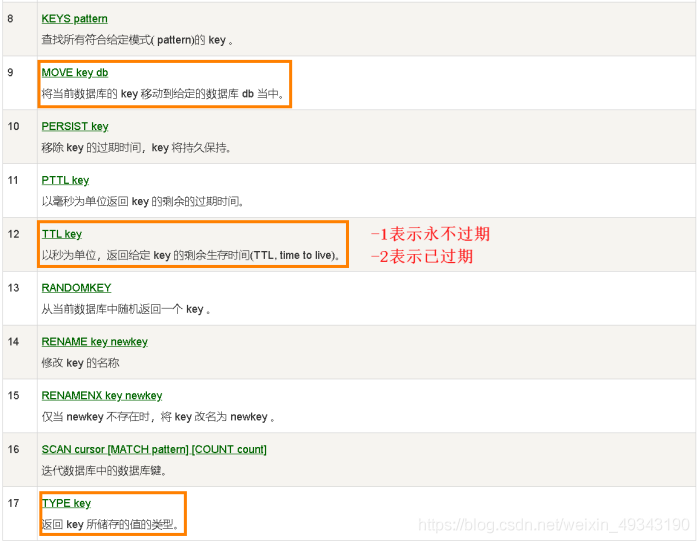 8 KEYS pattern
查找所有符合给定模式( pattern)的 key 。
9 MOVE key db
将当前数据库的 key 移动到给定的数据库 db 当中。
10 PERSIST key
移除 key 的过期时间，key 将持久保持。
11 PTTL key
以毫秒为单位返回 key 的剩余的过期时间。
12 TTL key -1表示永不过期
以秒为单位，返回给定 key 的剩余生存时间(TTL, time to live)。 -2表示已过期
13 RANDOMKEY
从当前数据库中随机返回一个 key 。
14 RENAME key newkey
修改 key 的名称
15 RENAMENX key newkey
仅当 newkey 不存在时，将 key 改名为 newkey 。
16 SCAN cursor [MATCH pattern] [COUNT count]
迭代数据库中的数据库键。
17 TYPE key
返回 key 所储存的值的类型。
https://blog.csdn.net/weixin_49343190